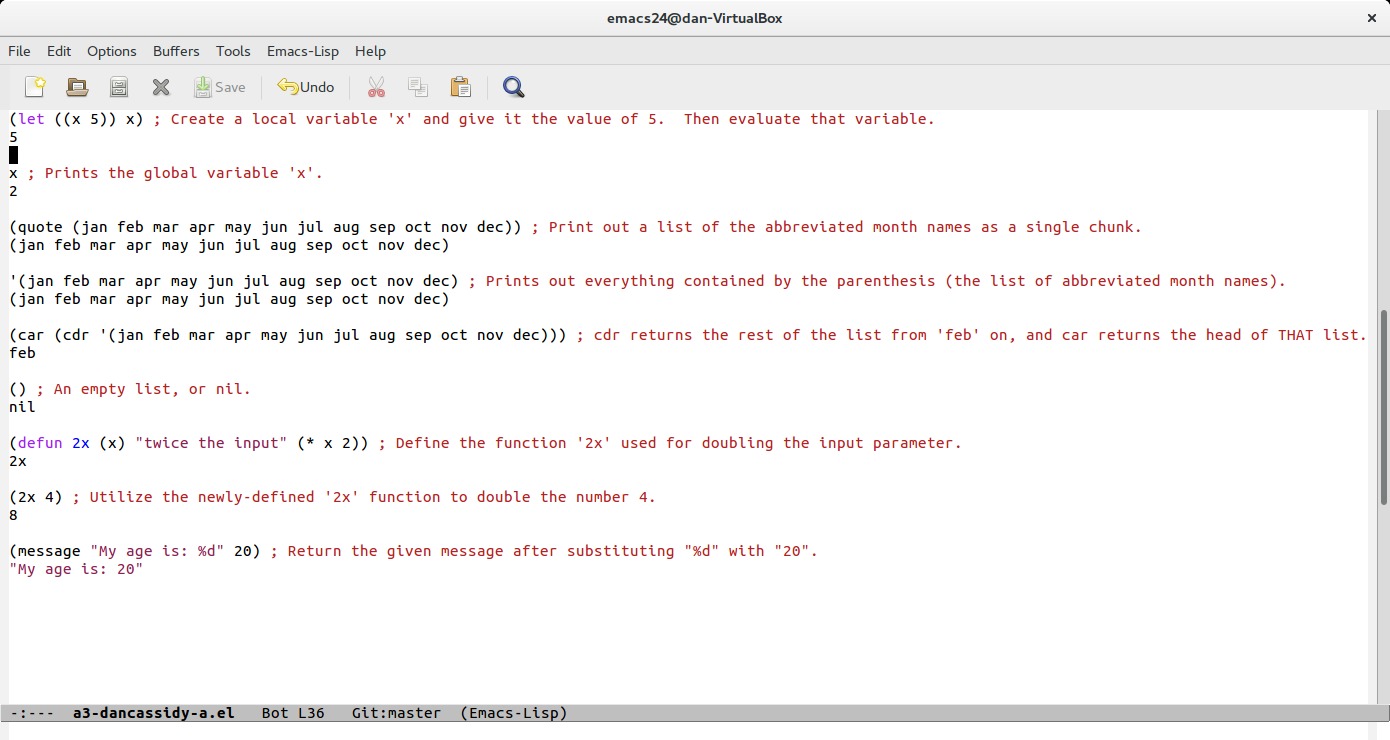 emacs24@dan-VirtualBox
File Edit Options Buffers Tools Emacs-Lisp Help
Save Undo
(let ((x 5)) x) ; Create a local variable 'x' and give it the value of 5.  Then evaluate that variable.
5
x ; Prints the global variable 'x'.
2
(quote (jan feb mar apr may jun jul aug sep oct nov dec)) ; Print out a list of the abbreviated month names as a single chunk.
(jan feb mar apr may jun jul aug sep oct nov dec)
'(jan feb mar apr may jun jul aug sep oct nov dec) ; Prints out everything contained by the parenthesis (the list of abbreviated month names).
(jan feb mar apr may jun jul aug sep oct nov dec)
(car (cdr '(jan feb mar apr may jun jul aug sep oct nov dec))) ; cdr returns the rest of the list from 'feb' on, and car returns the head of THAT list.
feb
() ; An empty list, or nil.
nil
(defun 2x (x) "twice the input" (* x 2)) ; Define the function '2x' used for doubling the input parameter.
2x
(2x 4) ; Utilize the newly-defined '2x' function to double the number 4.
8
(message "My age is: %d" 20) ; Return the given message after substituting "%d" with "20".
"My age is: 20"
-:---  a3-dancassidy-a.el   Bot L36   Git:master  (Emacs-Lisp)